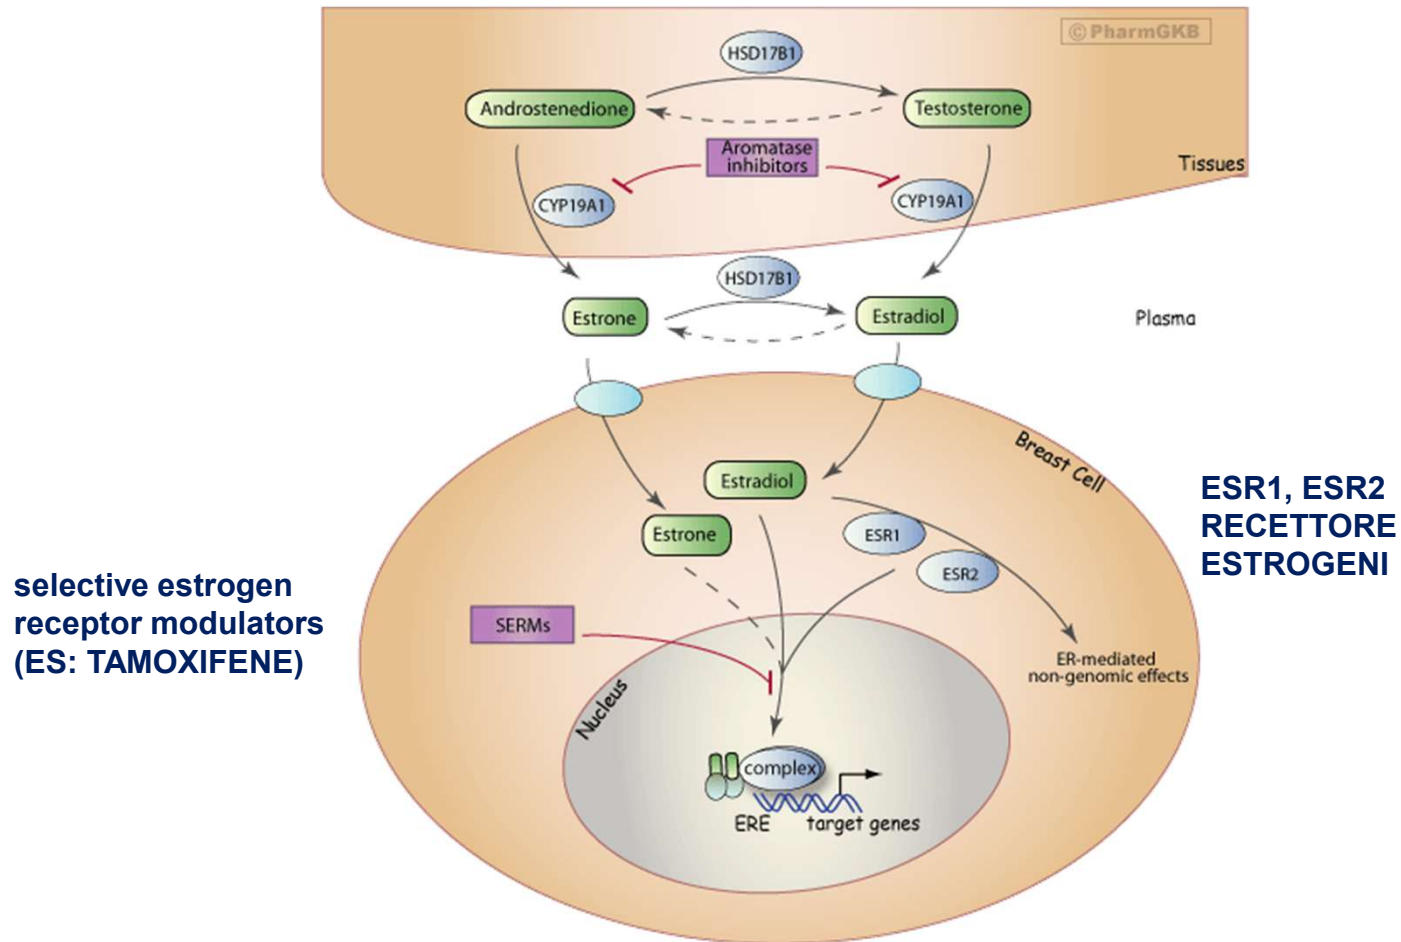 © PharmGKB
HSD17B1
Androstenedione
Testosterone
Aromatase
inhibitors
Tissues
CYP19A1
CYP19A1
HSD17B1
Estrone
Estradiol
Plasma
Breast Cell
Estradiol
Estrone
ESR1
ESR2
ESR1, ESR2
RECETTORE
ESTROGENI
selective estrogen
receptor modulators
(ES: TAMOXIFENE)
SERMs
ER-mediated
non-genomic effects
Nucleus
complex
ERE
target genes